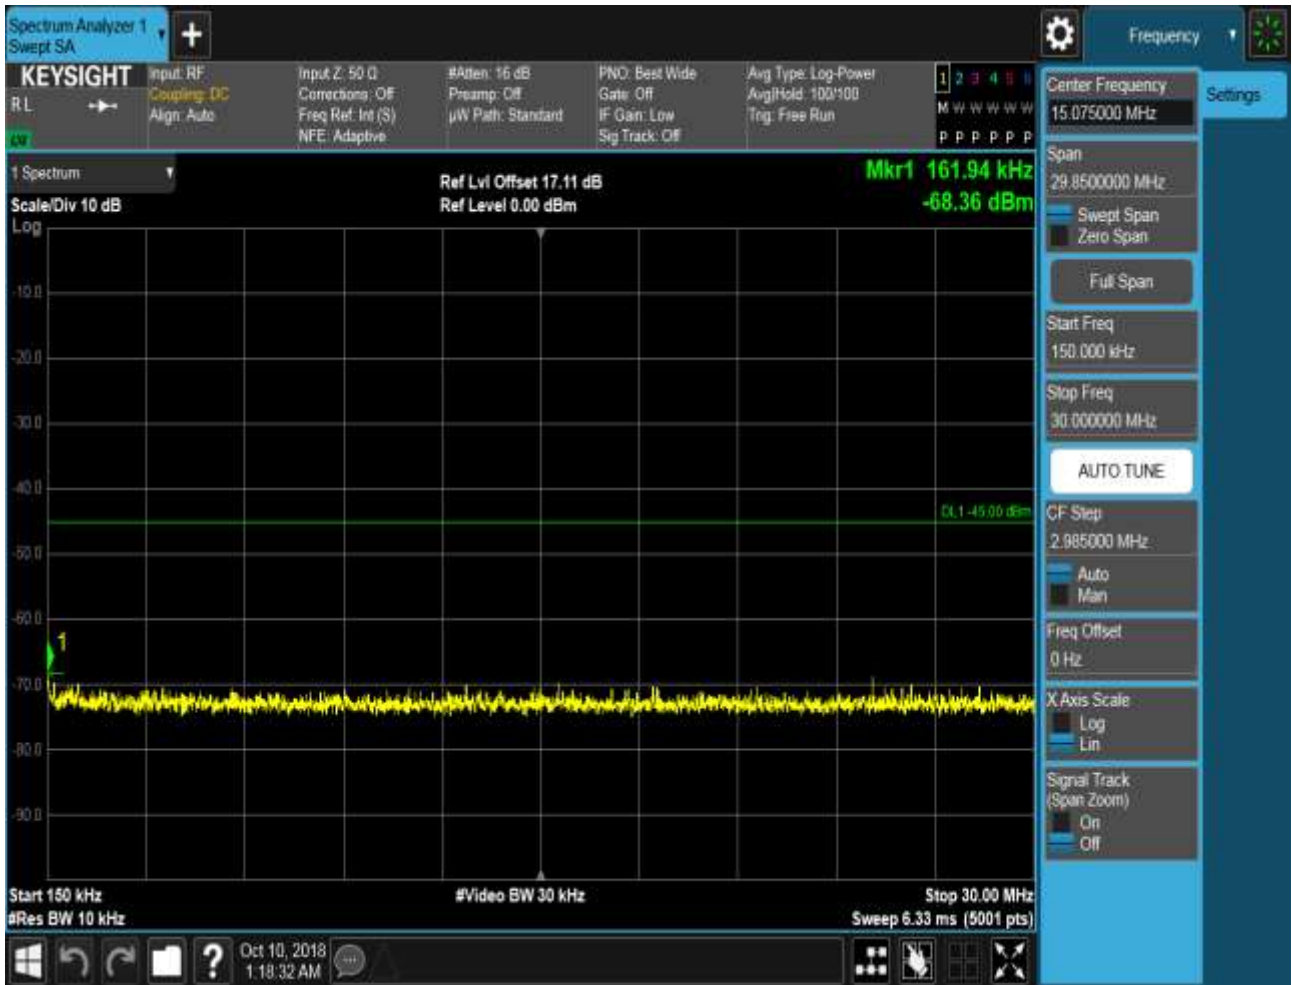 Spectrum Analyzer 1
Swept SA
Frequency
KEYSIGHT
R L
Input: RF
Coupling: DC
Align: Auto
Input Z: 50 Ω
Corrections: Off
Freq Ref: Int (S)
NFE: Adaptive
#Atten: 16 dB
Preamp: Off
µW Path: Standard
PNO: Best Wide
Gate: Off
IF Gain: Low
Sig Track: Off
Avg Type: Log-Power
Avg|Hold: 100/100
Trig: Free Run
1 2 3 4 5 6
M W W W W W
P P P P P P
1 Spectrum
Scale/Div 10 dB
Log
Ref Lvl Offset 17.11 dB
Ref Level 0.00 dBm
Mkr1 161.94 kHz
-68.36 dBm
-10.0
-20.0
-30.0
-40.0
DL1 -45.00 dBm
-50.0
-60.0
1
-70.0
-80.0
-90.0
Start 150 kHz
#Res BW 10 kHz
#Video BW 30 kHz
Stop 30.00 MHz
Sweep 6.33 ms (5001 pts)
Oct 10, 2018
1:18:32 AM
Center Frequency
15.075000 MHz
Settings
Span
29.8500000 MHz
Swept Span
Zero Span
Full Span
Start Freq
150.000 kHz
Stop Freq
30.000000 MHz
AUTO TUNE
CF Step
2.985000 MHz
Auto
Man
Freq Offset
0 Hz
X Axis Scale
Log
Lin
Signal Track
(Span Zoom)
On
Off